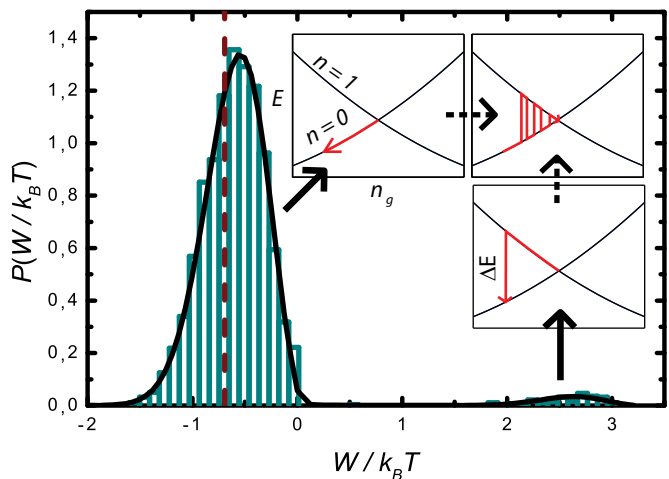 1,4
1,2
1,0
0,8
0,6
0,4
0,2
0,0
P(W / k_B T)
-2
-1
0
1
2
3
W / k_B T
E
n = 1
n = 0
n_g
ΔE